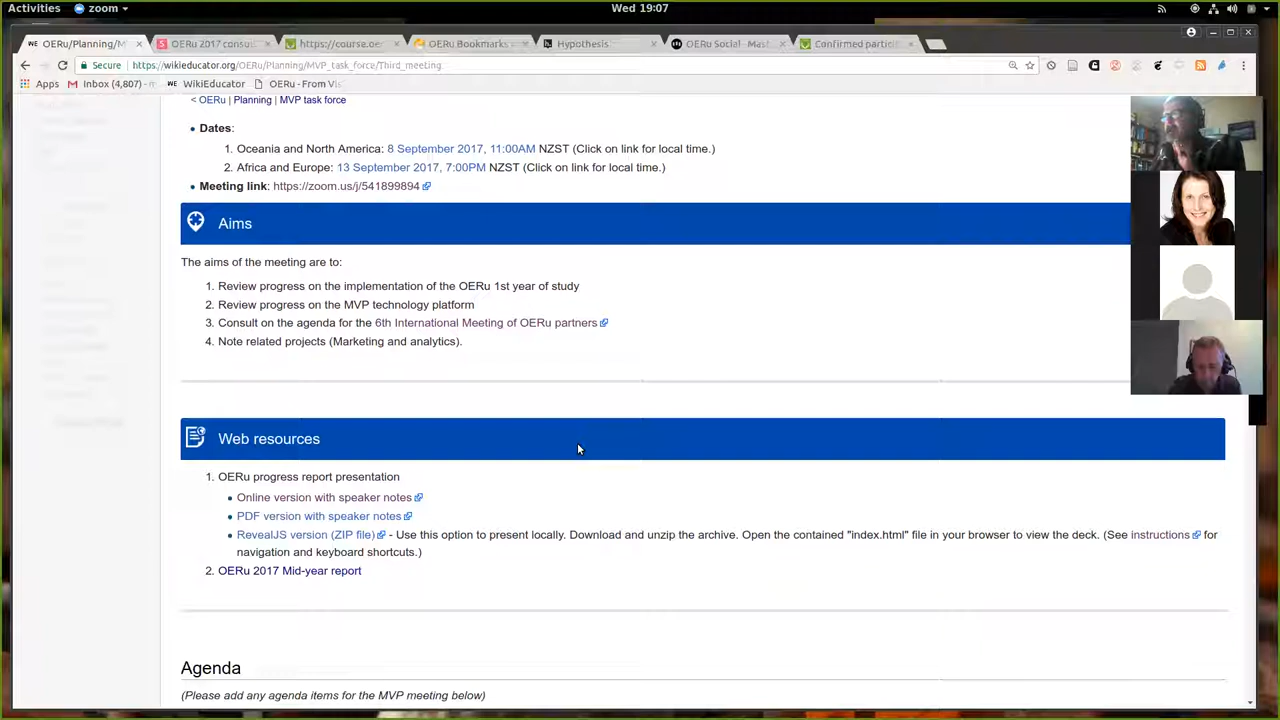 Activities zoom Wed 19:07
OERu/Planning/M OERu 2017 consul https://course.oer OERu Bookmarks Hypothesis OERu Social - Mast Confirmed partici
Secure https://wikieducator.org/OERu/Planning/MVP_task_force/Third_meeting
Apps Inbox (4,807) - m WikiEducator OERu - From Vis
< OERu | Planning | MVP task force
Dates:
1. Oceania and North America: 8 September 2017, 11:00AM NZST (Click on link for local time.)
2. Africa and Europe: 13 September 2017, 7:00PM NZST (Click on link for local time.)
Meeting link: https://zoom.us/j/541899894
Aims
The aims of the meeting are to:
1. Review progress on the implementation of the OERu 1st year of study
2. Review progress on the MVP technology platform
3. Consult on the agenda for the 6th International Meeting of OERu partners
4. Note related projects (Marketing and analytics).
Web resources
1. OERu progress report presentation
Online version with speaker notes
PDF version with speaker notes
RevealJS version (ZIP file) - Use this option to present locally. Download and unzip the archive. Open the contained "index.html" file in your browser to view the deck. (See instructions for
navigation and keyboard shortcuts.)
2. OERu 2017 Mid-year report
Agenda
(Please add any agenda items for the MVP meeting below)